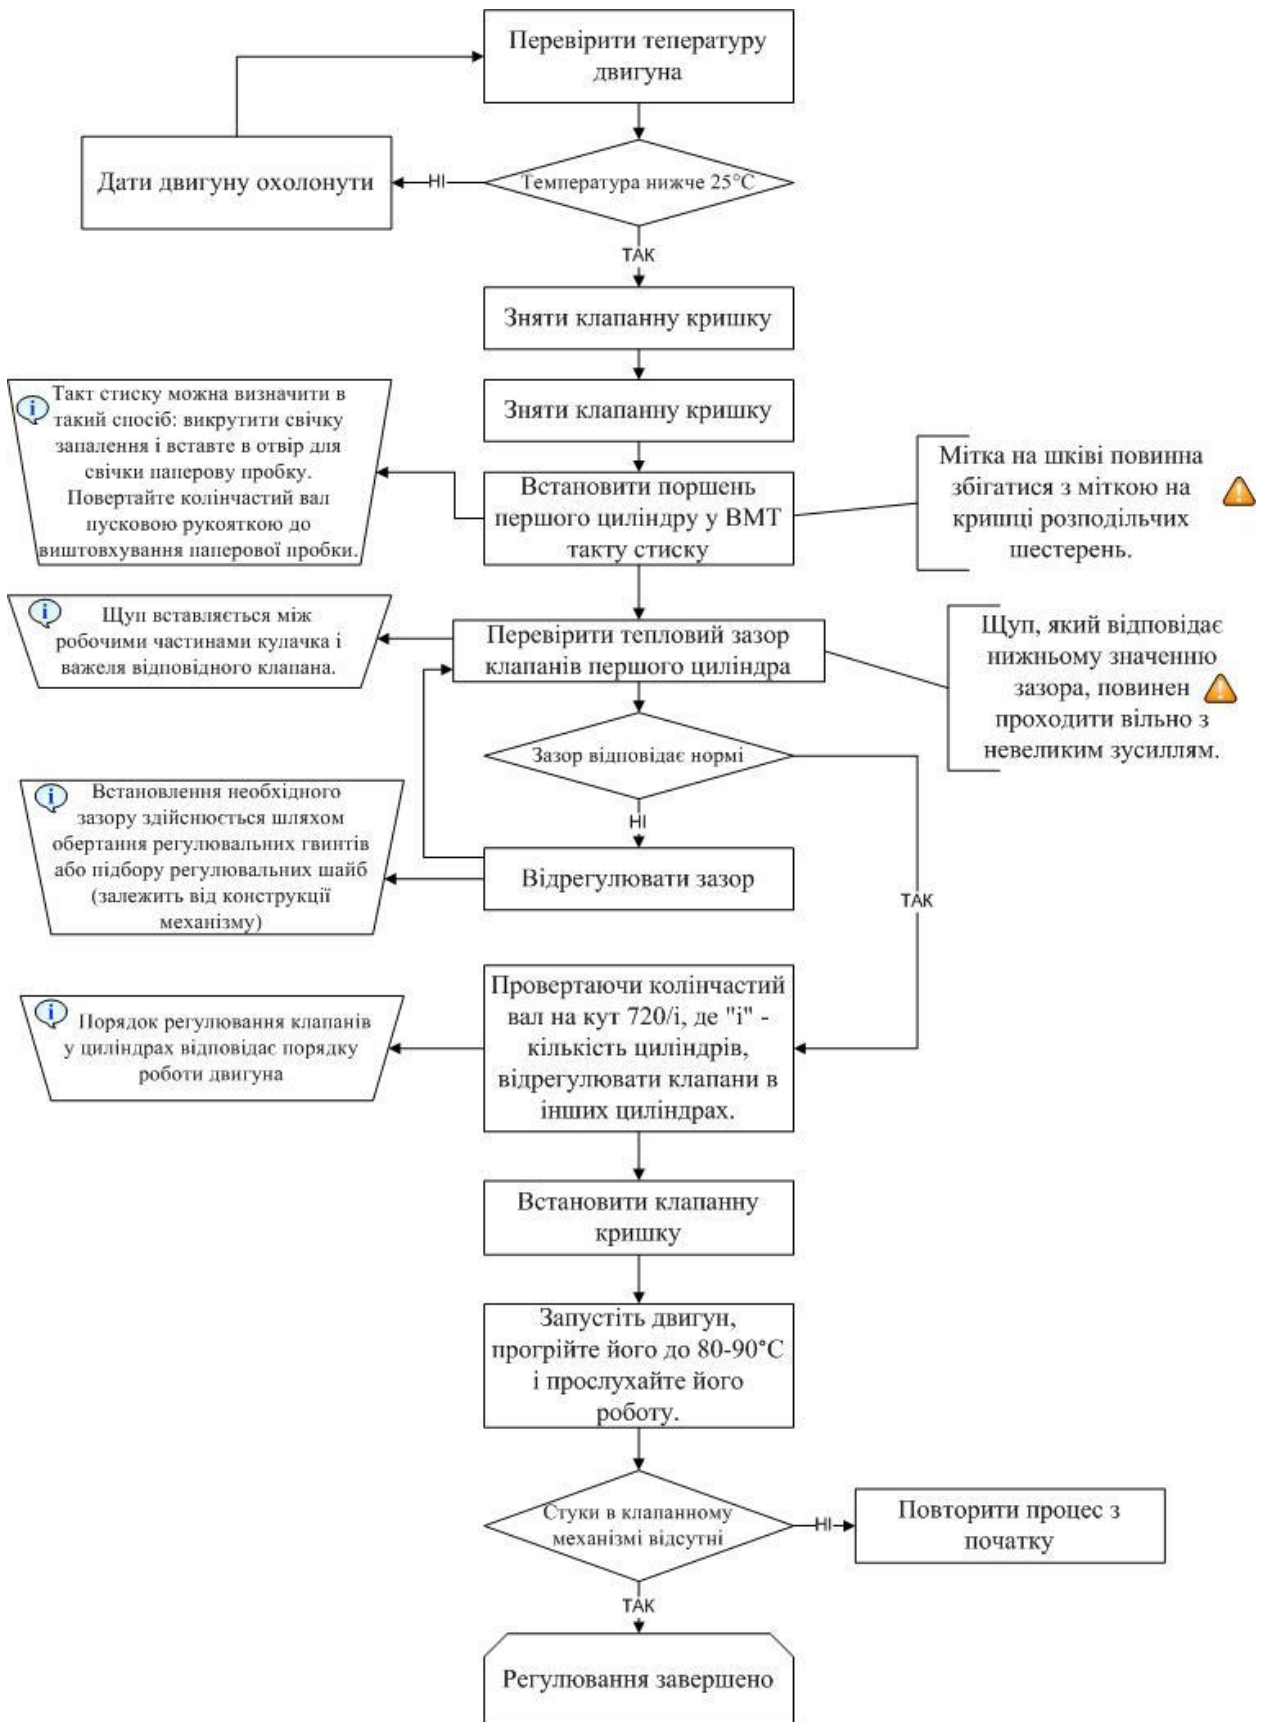 Перевірити тепературу
двигуна
Дати двигуну охолонути
НІ
Температура нижче 25°C
ТАК
Зняти клапанну кришку
Зняти клапанну кришку
Такт стиску можна визначити в
такий спосіб: викрутити свічку
запалення і вставте в отвір для
свічки паперову пробку.
Повертайте колінчастий вал
пусковою рукояткою до
виштовхування паперової пробки.
Встановити поршень
першого циліндру у ВМТ
такту стиску
Мітка на шківі повинна
збігатися з міткою на
кришці розподільчих
шестерень.
Щуп вставляється між
робочими частинами кулачка і
важеля відповідного клапана.
Перевірити тепловий зазор
клапанів першого циліндра
Щуп, який відповідає
нижньому значенню
зазора, повинен
проходити вільно з
невеликим зусиллям.
Зазор відповідає нормі
НІ
Встановлення необхідного
зазору здійснюється шляхом
обертання регулювальних гвинтів
або підбору регулювальних шайб
(залежить від конструкції
механізму)
Відрегулювати зазор
ТАК
Провертаючи колінчастий
вал на кут 720/і, де "і" -
кількість циліндрів,
відрегулювати клапани в
інших циліндрах.
Порядок регулювання клапанів
у циліндрах відповідає порядку
роботи двигуна
Встановити клапанну
кришку
Запустіть двигун,
прогрійте його до 80-90°C
і прослухайте його
роботу.
Стуки в клапанному
механізмі відсутні
НІ
Повторити процес з
початку
ТАК
Регулювання завершено